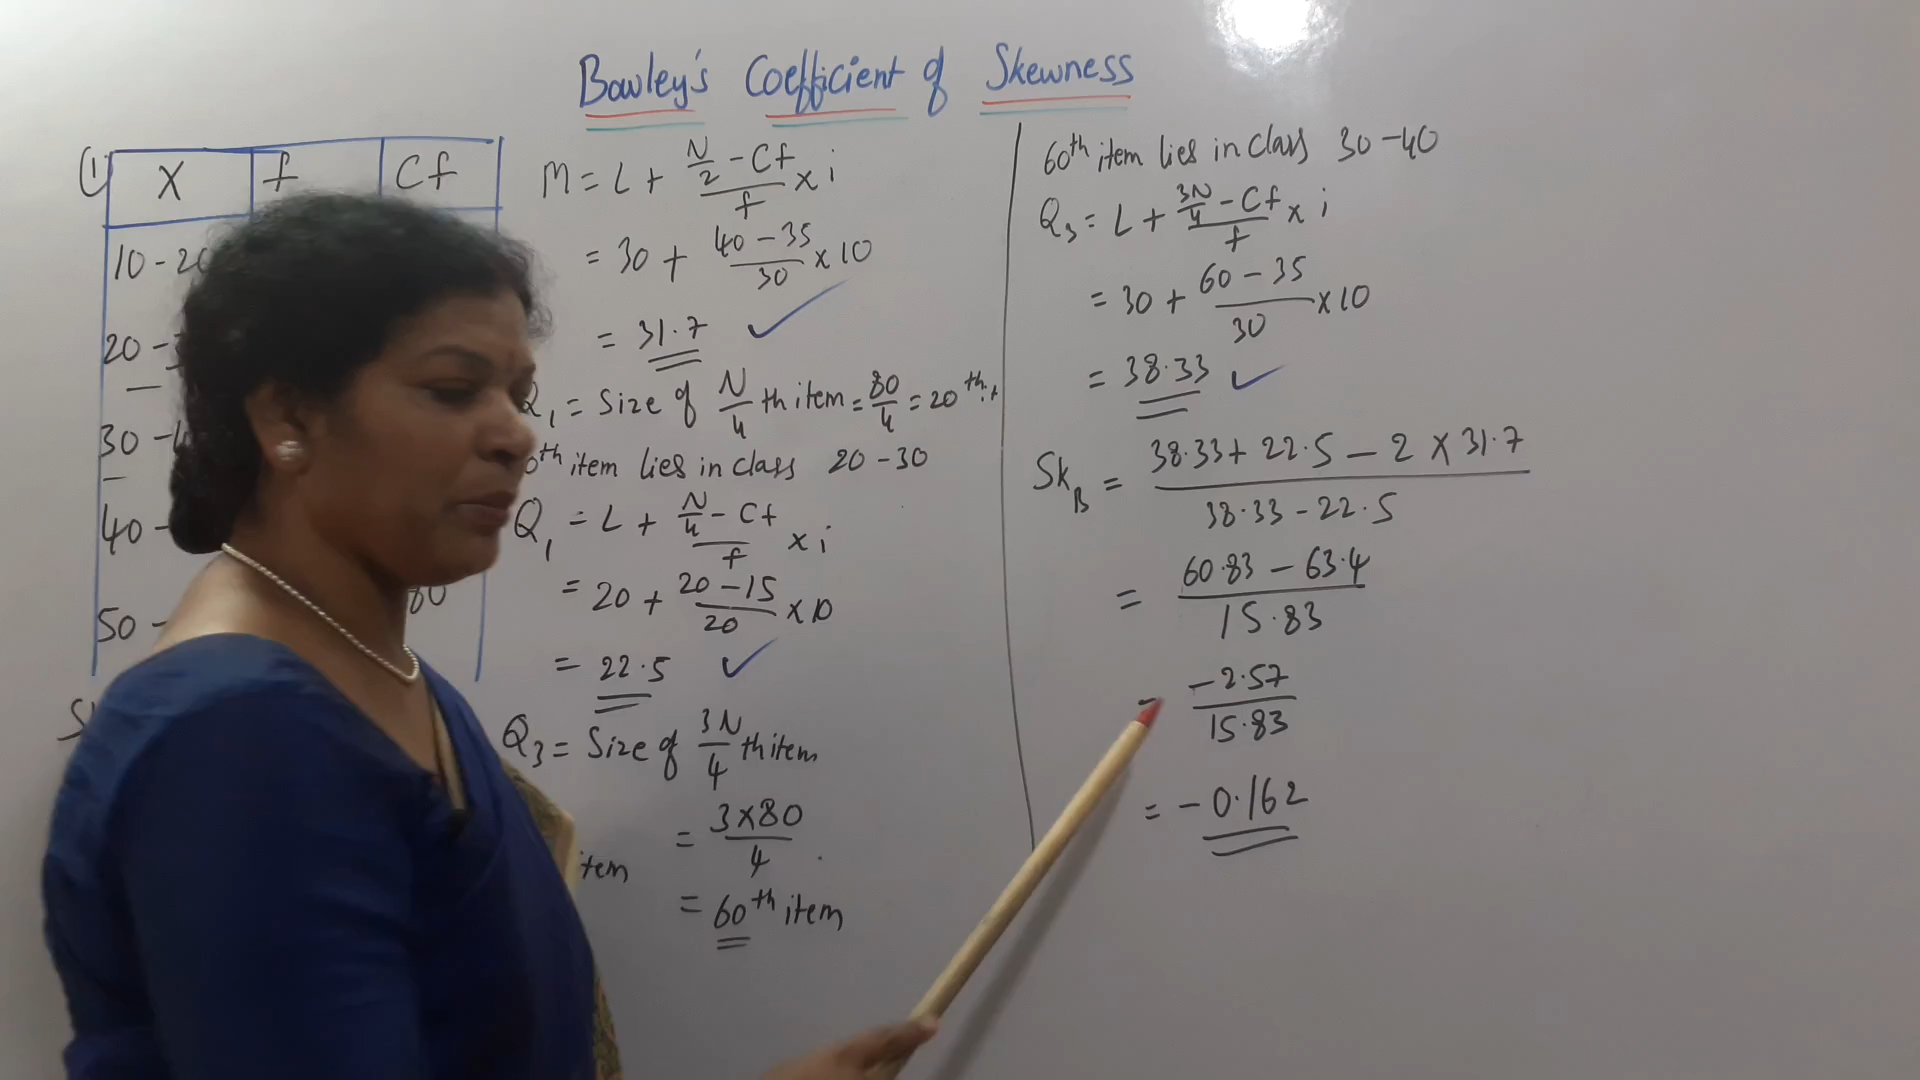 Bowley's Coefficient of Skewness
(1)
X f Cf
10-20
20-
30-4
40-
50- 80
M = L + N/2 - Cf / f x i
= 30 + 40-35 / 30 x 10
= 31.7 ✓
Q1 = Size of N/4 th item = 80/4 = 20th
th item lies in class 20-30
Q1 = L + N/4 - Cf / f x i
= 20 + 20-15 / 20 x 10
= 22.5 ✓
Q3 = Size of 3N/4 th item
= 3x80 / 4
item
= 60th item
60th item lies in class 30-40
Q3 = L + 3N/4 - Cf / f x i
= 30 + 60-35 / 30 x 10
= 38.33 ✓
SkB = 38.33 + 22.5 - 2 x 31.7 / 38.33 - 22.5
= 60.83 - 63.4 / 15.83
= -2.57 / 15.83
= -0.162